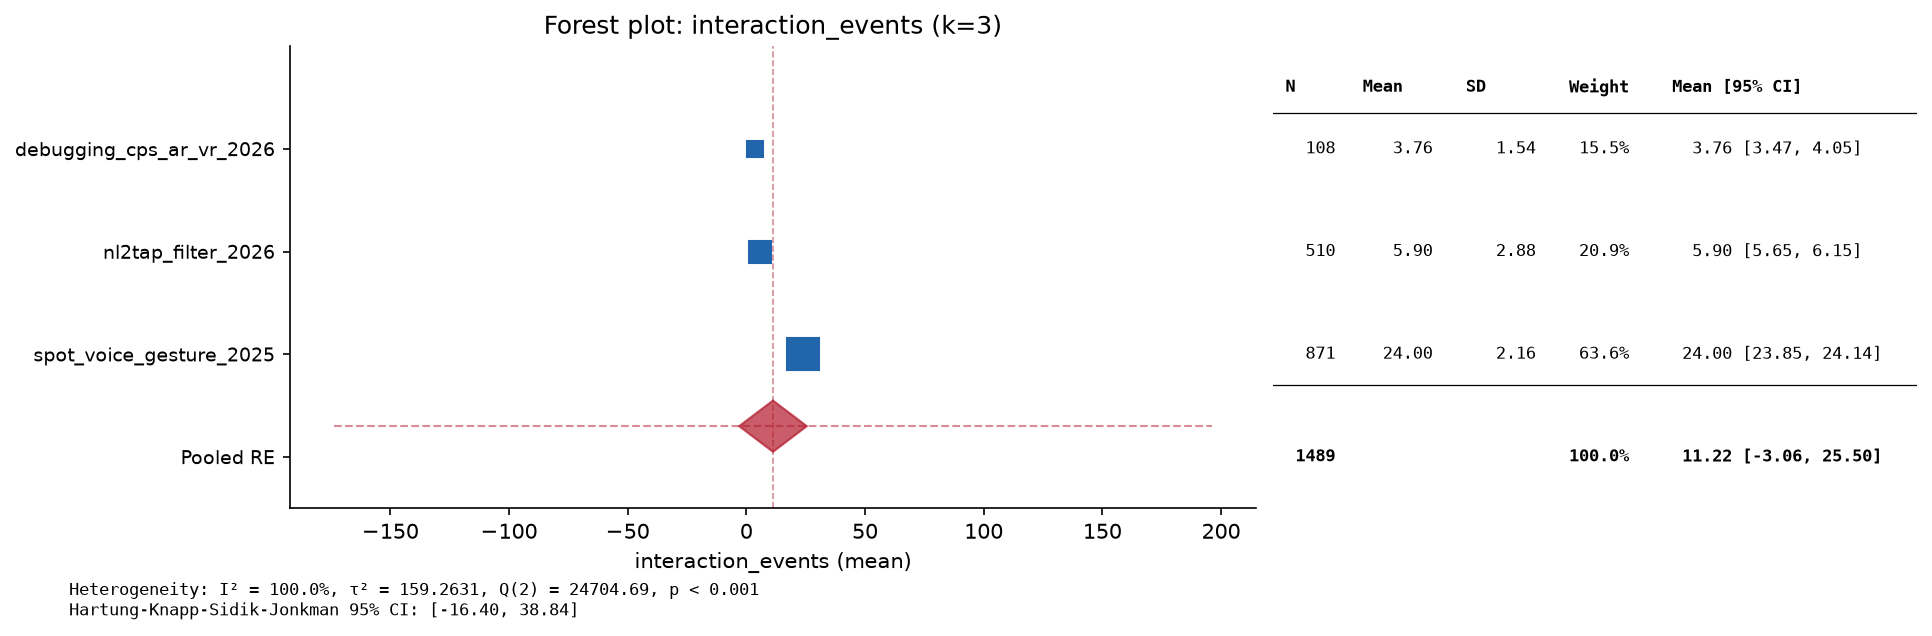 Forest plot: interaction_events (k=3)
N Mean SD Weight Mean [95% CI]
debugging_cps_ar_vr_2026 108 3.76 1.54 15.5% 3.76 [3.47, 4.05]
nl2tap_filter_2026 510 5.90 2.88 20.9% 5.90 [5.65, 6.15]
spot_voice_gesture_2025 871 24.00 2.16 63.6% 24.00 [23.85, 24.14]
Pooled RE 1489 100.0% 11.22 [-3.06, 25.50]
−150 −100 −50 0 50 100 150 200
interaction_events (mean)
Heterogeneity: I² = 100.0%, τ² = 159.2631, Q(2) = 24704.69, p < 0.001
Hartung-Knapp-Sidik-Jonkman 95% CI: [-16.40, 38.84]